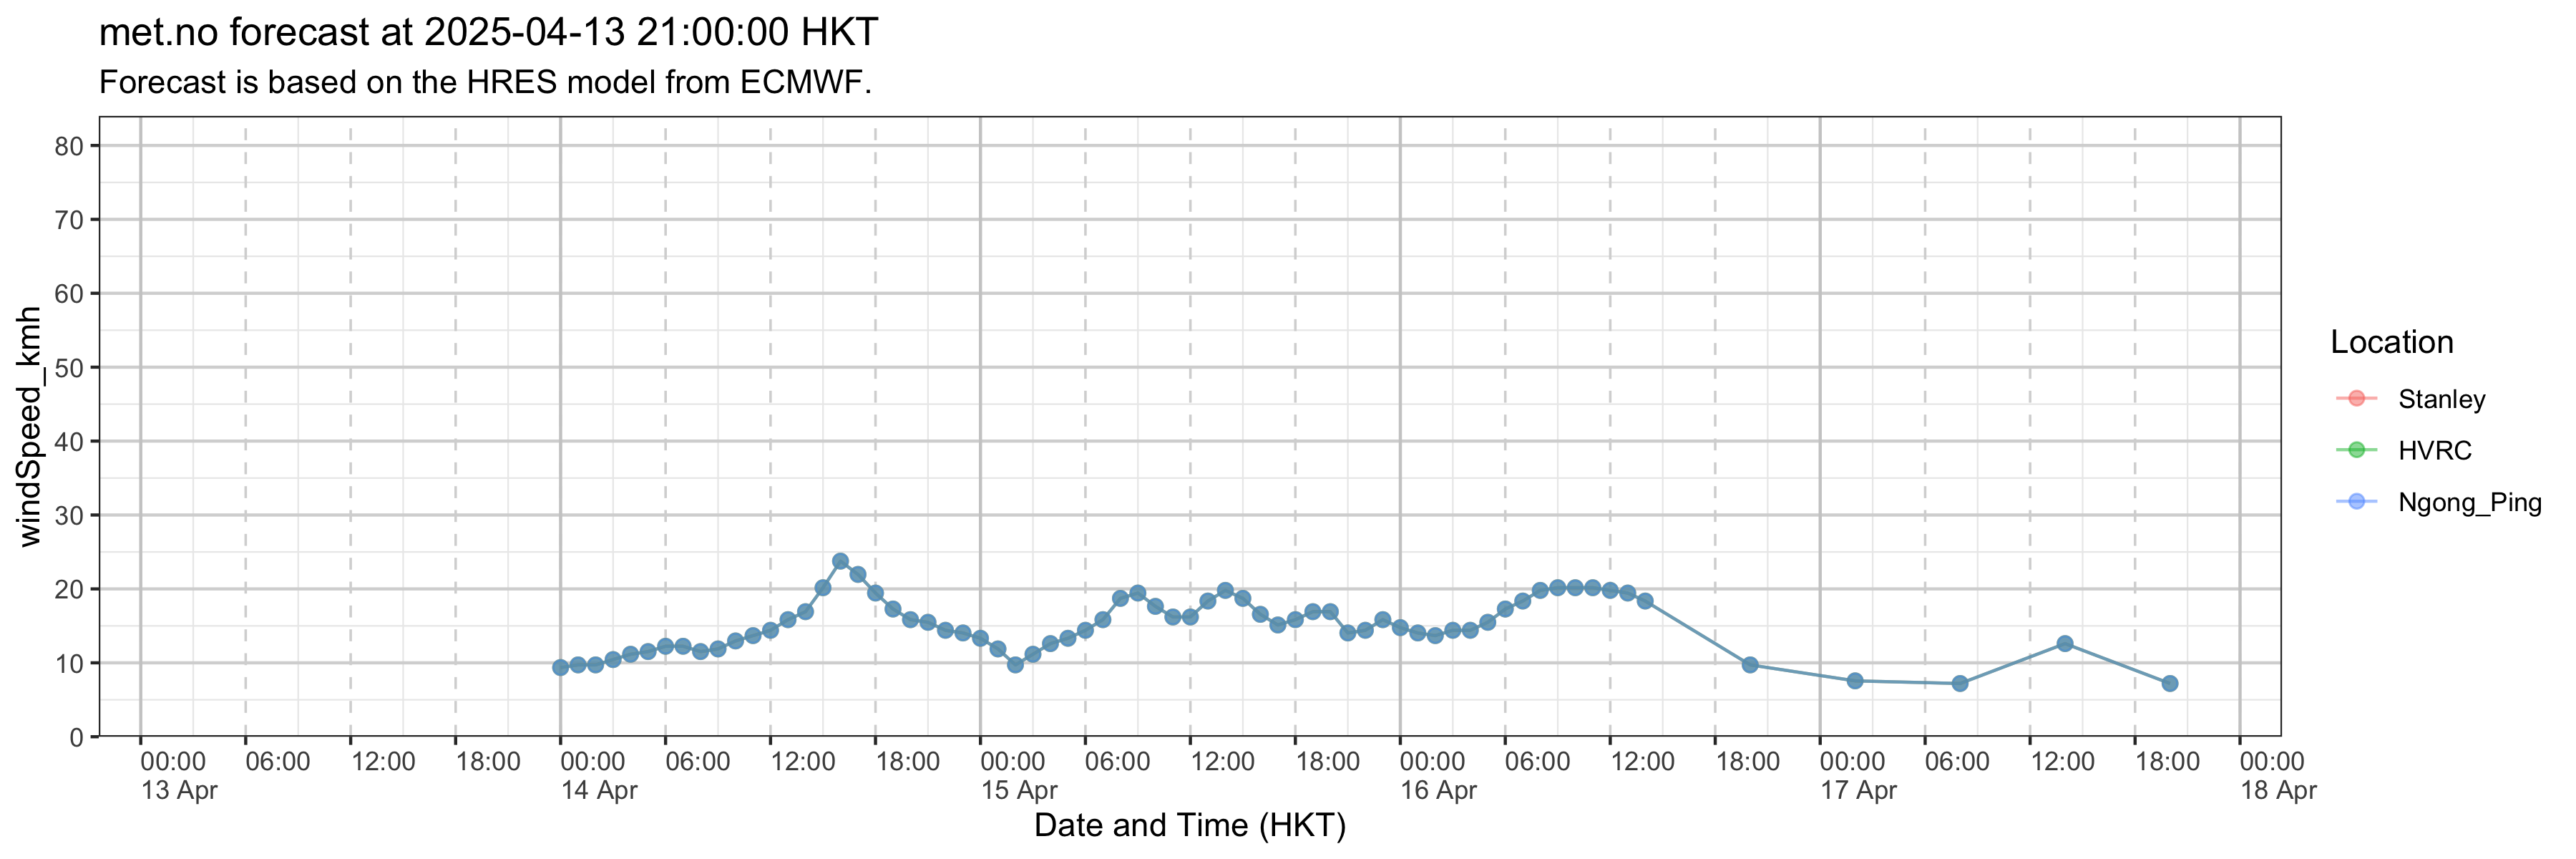 met.no forecast at 2025-04-13 21:00:00 HKT
Forecast is based on the HRES model from ECMWF.
windSpeed_kmh
80
70
60
50
40
30
20
10
0
00:00 06:00 12:00 18:00 00:00 06:00 12:00 18:00 00:00 06:00 12:00 18:00 00:00 06:00 12:00 18:00 00:00 06:00 12:00 18:00 00:00
13 Apr 14 Apr 15 Apr 16 Apr 17 Apr 18 Apr
Date and Time (HKT)
Location
Stanley
HVRC
Ngong_Ping